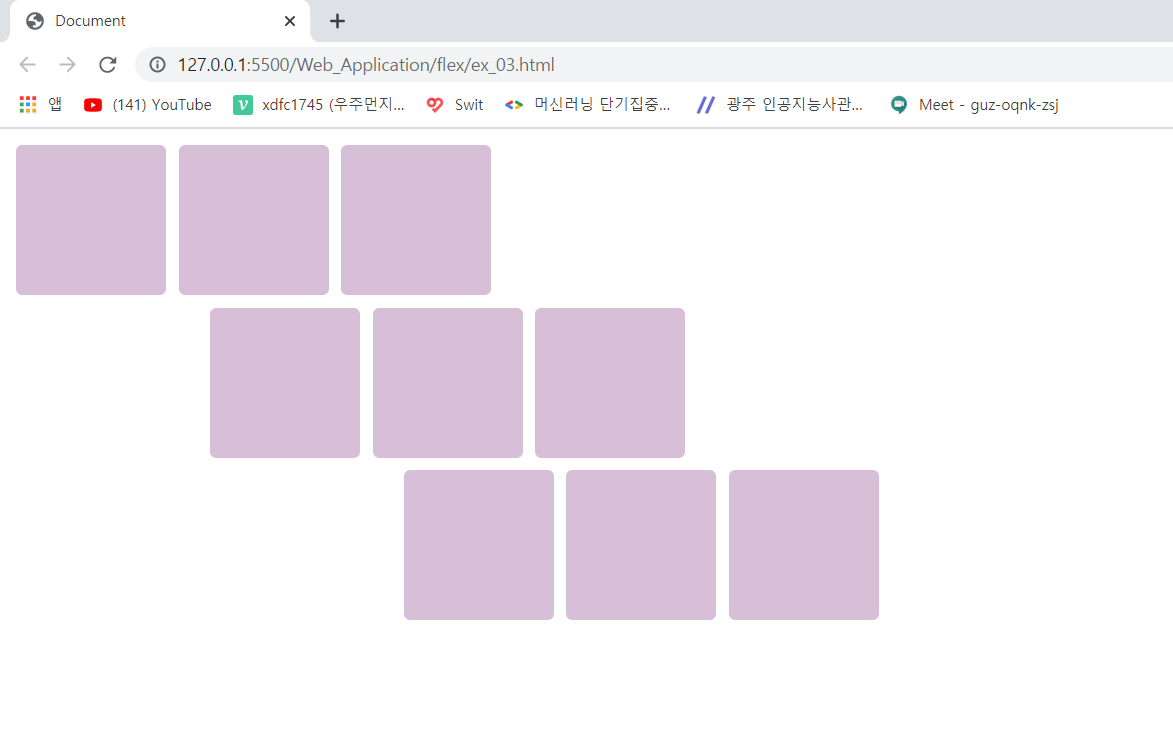 Document
127.0.0.1:5500/Web_Application/flex/ex_03.html
앱 (141) YouTube xdfc1745 (우주먼지... Swit 머신러닝 단기집중... 광주 인공지능사관... Meet - guz-oqnk-zsj